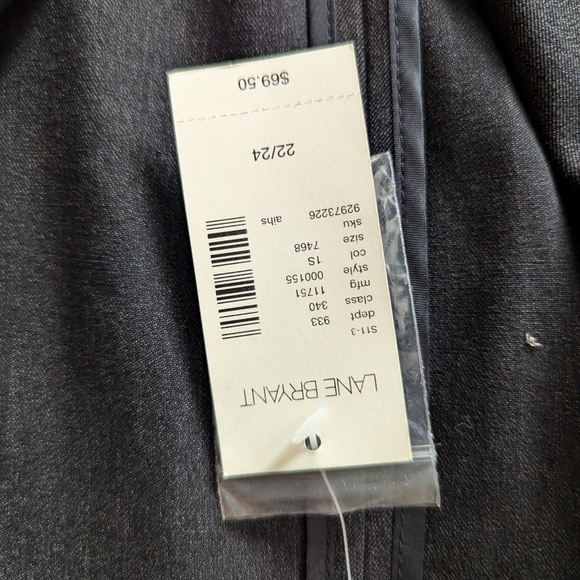 LANE BRYANT
S11-3
dept 933
class 340
mfg 11751
style 000155
col 1S
size 7468
sku
92973226 aihs
22/24
$69.50